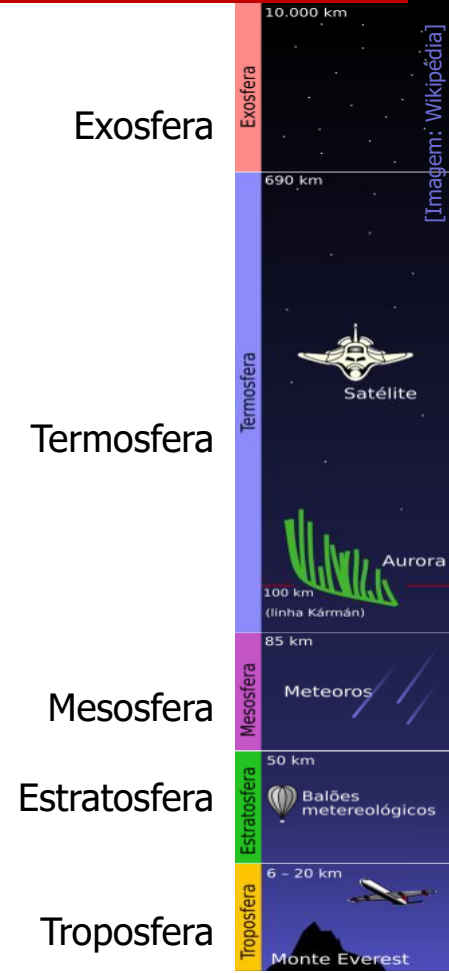 10.000 km
Exosfera
Exosfera
[Imagem: Wikipédia]
690 km
Satélite
Termosfera
Termosfera
Aurora
100 km
(linha Kármán)
85 km
Mesosfera
Mesosfera
Meteoros
50 km
Estratosfera
Estratosfera
Balões
metereológicos
6 – 20 km
Troposfera
Troposfera
Monte Everest